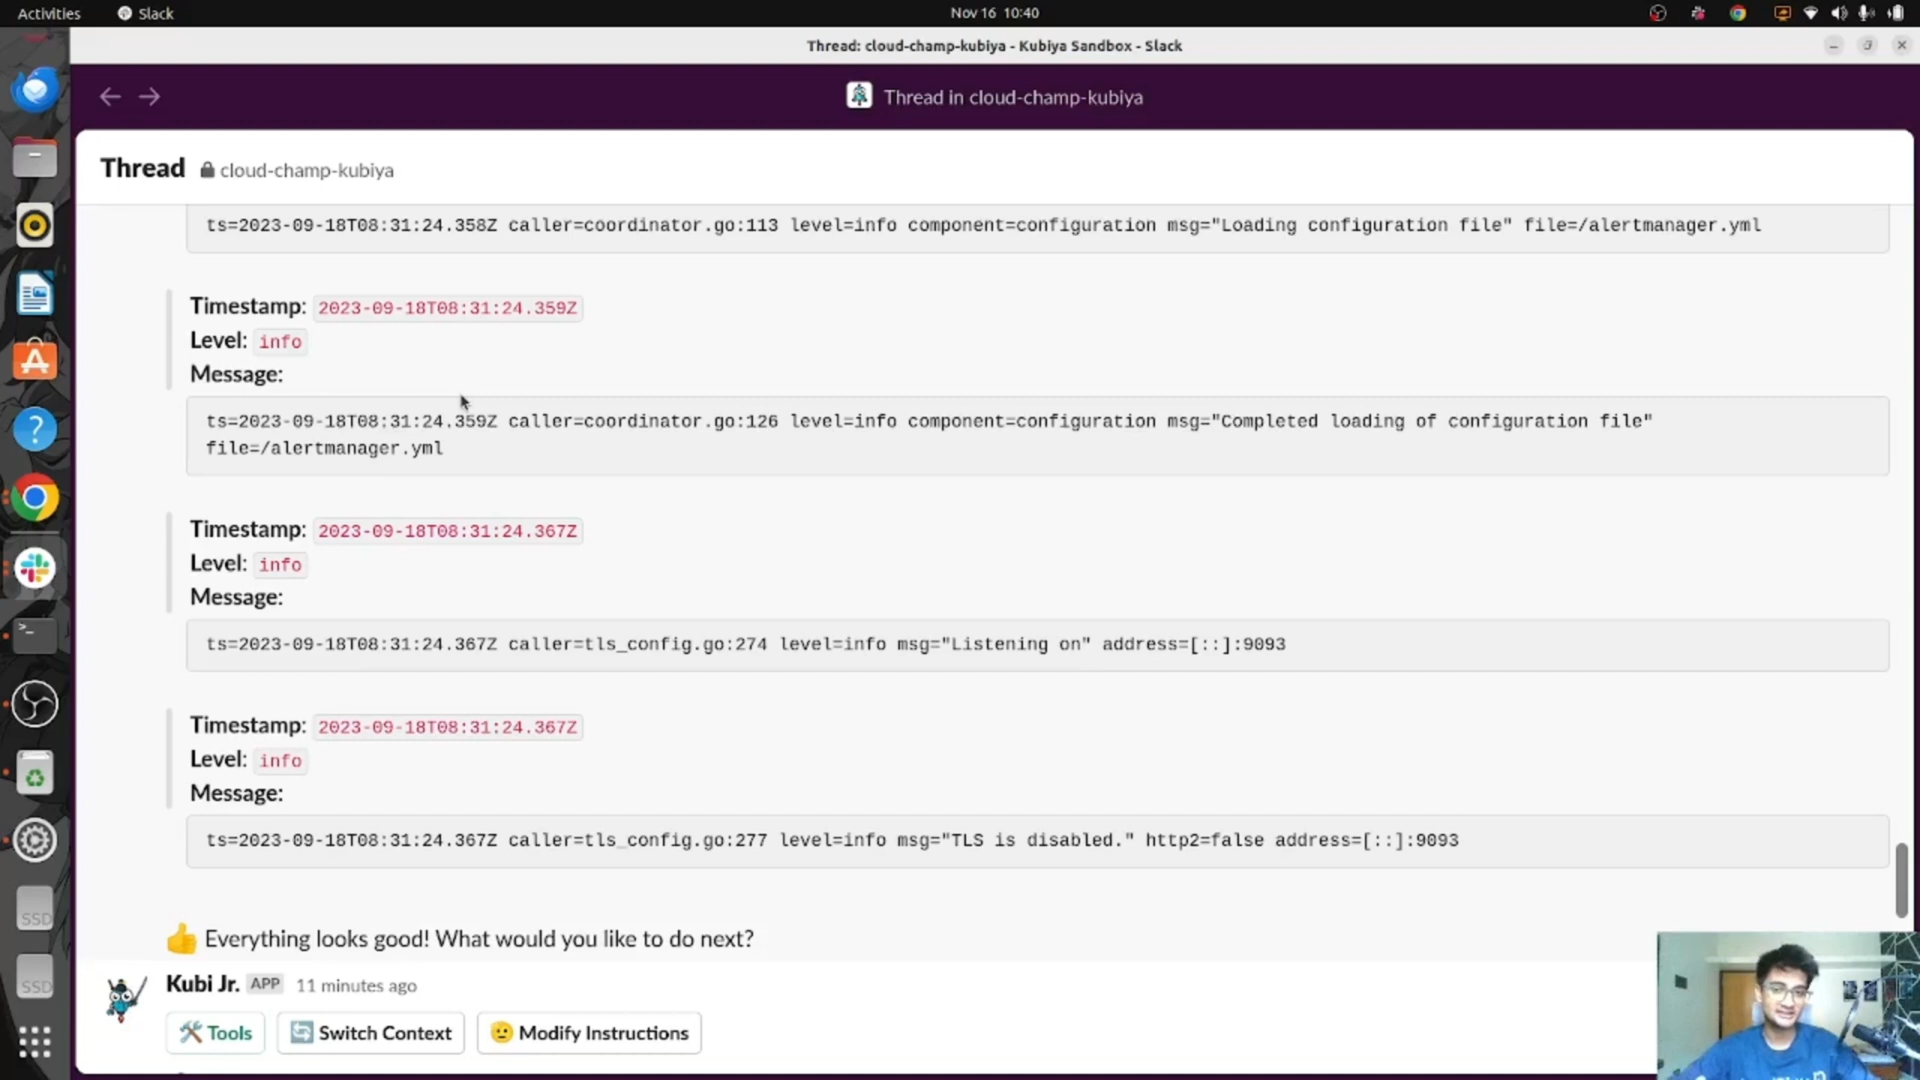 Activities
Slack
Nov 16 10:40
Thread: cloud-champ-kubiya - Kubiya Sandbox - Slack
Thread in cloud-champ-kubiya
Thread cloud-champ-kubiya
ts=2023-09-18T08:31:24.358Z caller=coordinator.go:113 level=info component=configuration msg="Loading configuration file" file=/alertmanager.yml
Timestamp: 2023-09-18T08:31:24.359Z
Level: info
Message:
ts=2023-09-18T08:31:24.359Z caller=coordinator.go:126 level=info component=configuration msg="Completed loading of configuration file"
file=/alertmanager.yml
Timestamp: 2023-09-18T08:31:24.367Z
Level: info
Message:
ts=2023-09-18T08:31:24.367Z caller=tls_config.go:274 level=info msg="Listening on" address=[::]:9093
Timestamp: 2023-09-18T08:31:24.367Z
Level: info
Message:
ts=2023-09-18T08:31:24.367Z caller=tls_config.go:277 level=info msg="TLS is disabled." http2=false address=[::]:9093
👍 Everything looks good! What would you like to do next?
Kubi Jr. APP 11 minutes ago
Tools
Switch Context
Modify Instructions
SSD
SSD